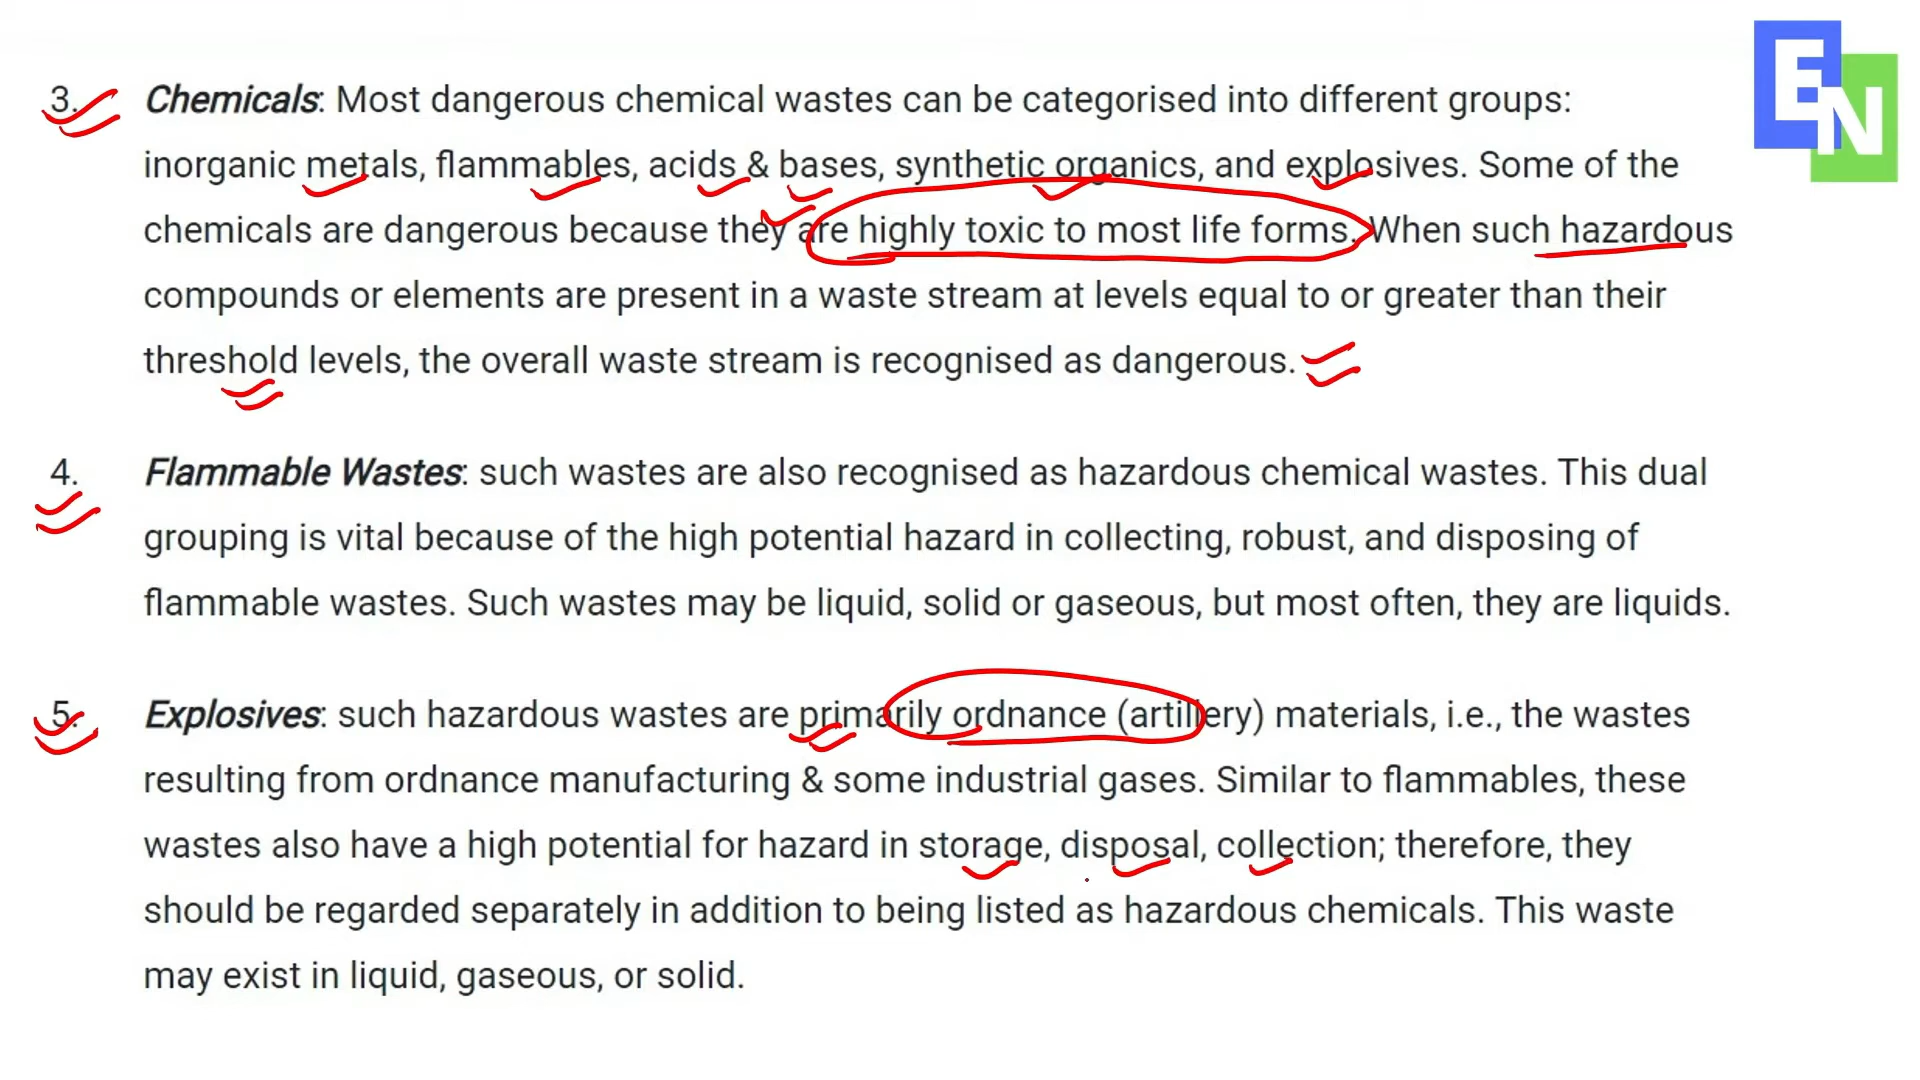 EN
3. Chemicals: Most dangerous chemical wastes can be categorised into different groups:
inorganic metals, flammables, acids & bases, synthetic organics, and explosives. Some of the
chemicals are dangerous because they are highly toxic to most life forms. When such hazardous
compounds or elements are present in a waste stream at levels equal to or greater than their
threshold levels, the overall waste stream is recognised as dangerous.
4. Flammable Wastes: such wastes are also recognised as hazardous chemical wastes. This dual
grouping is vital because of the high potential hazard in collecting, robust, and disposing of
flammable wastes. Such wastes may be liquid, solid or gaseous, but most often, they are liquids.
5. Explosives: such hazardous wastes are primarily ordnance (artillery) materials, i.e., the wastes
resulting from ordnance manufacturing & some industrial gases. Similar to flammables, these
wastes also have a high potential for hazard in storage, disposal, collection; therefore, they
should be regarded separately in addition to being listed as hazardous chemicals. This waste
may exist in liquid, gaseous, or solid.